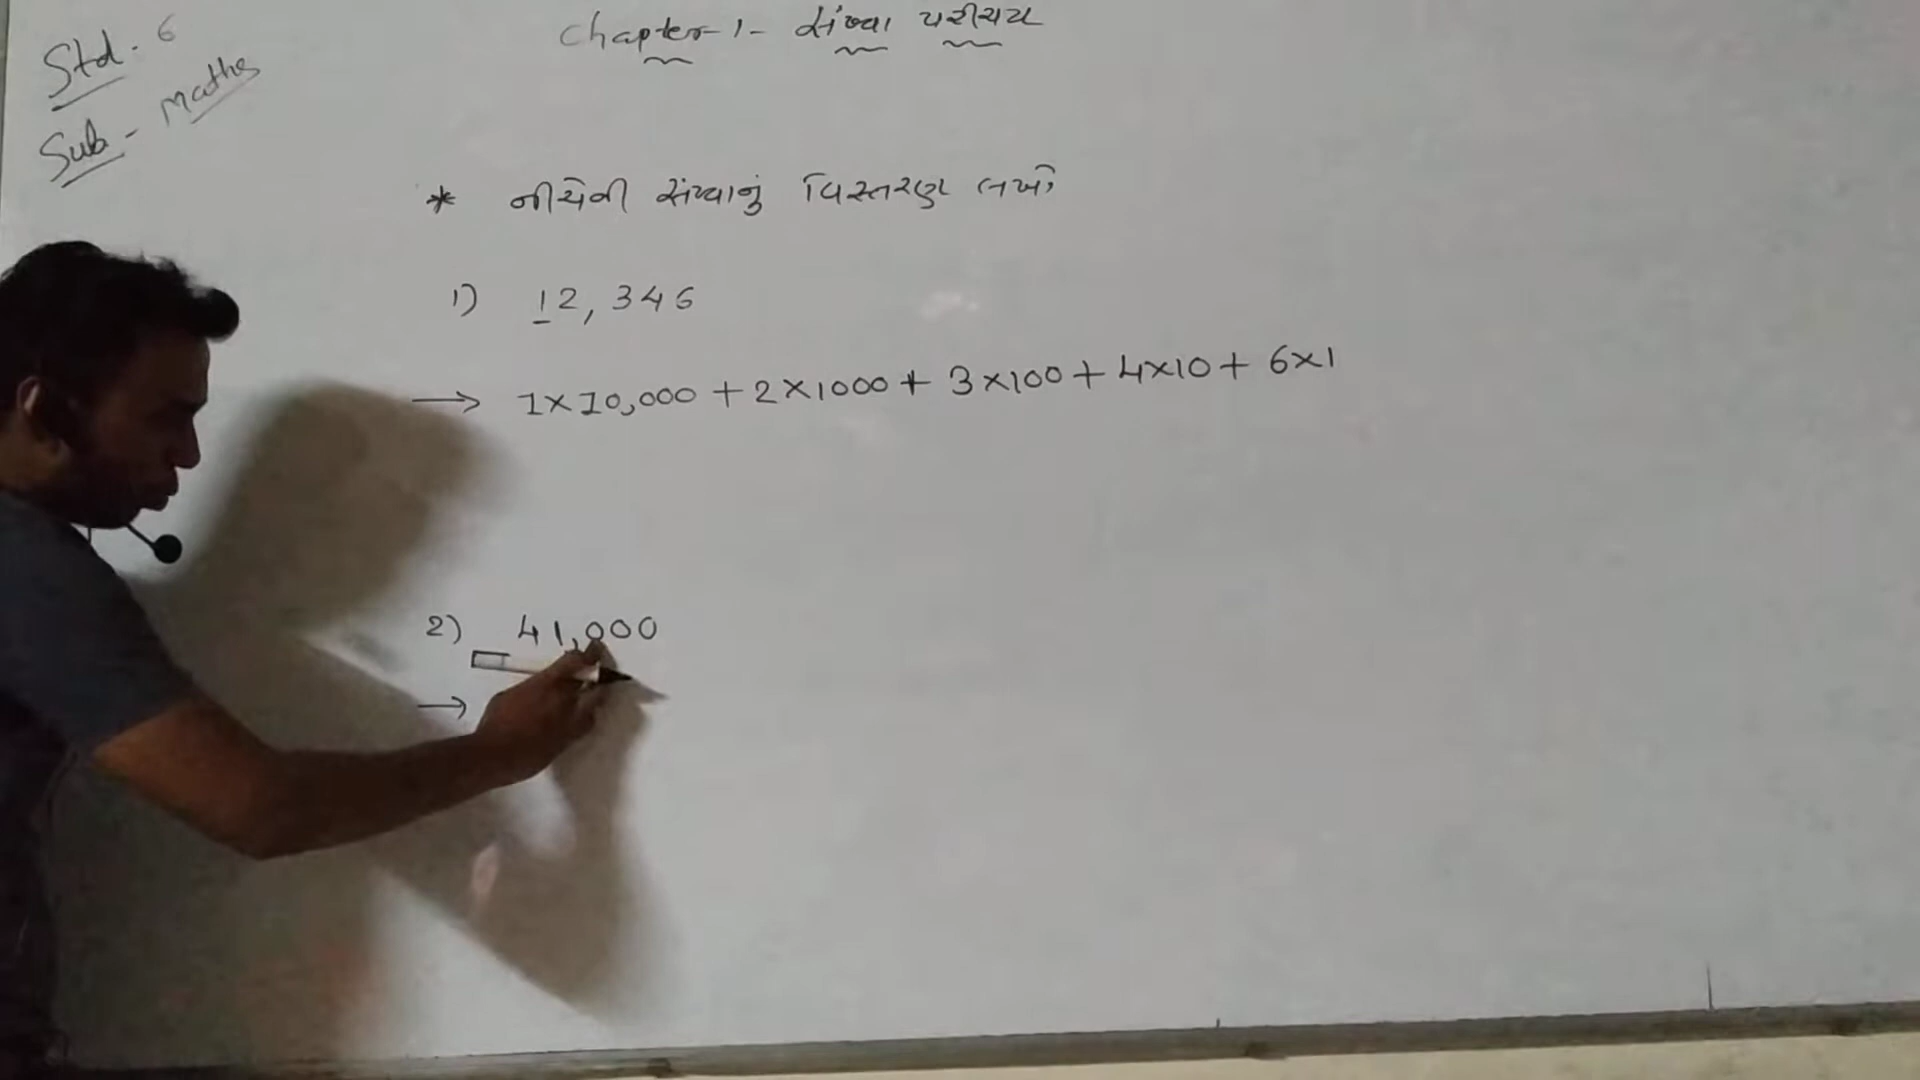 Std. 6
Sub - Maths
Chapter-1- સંખ્યા પરીચય
* નીચેની સંખ્યાનું વિસ્તરણ લખો
1) 12,346
→ 1×10,000 + 2×1000 + 3×100 + 4×10 + 6×1
2) 41,000
→